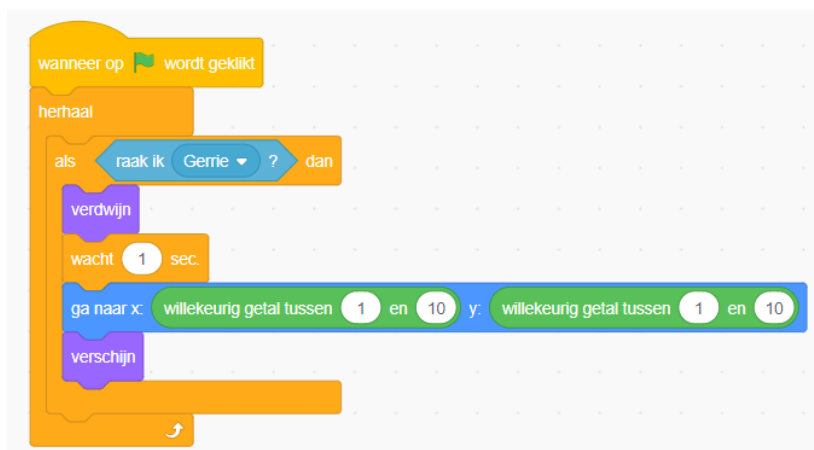 wanneer op wordt geklikt
herhaal
als raak ik Gerrie ? dan
verdwijn
wacht 1 sec.
ga naar x: willekeurig getal tussen 1 en 10 y: willekeurig getal tussen 1 en 10
verschijn